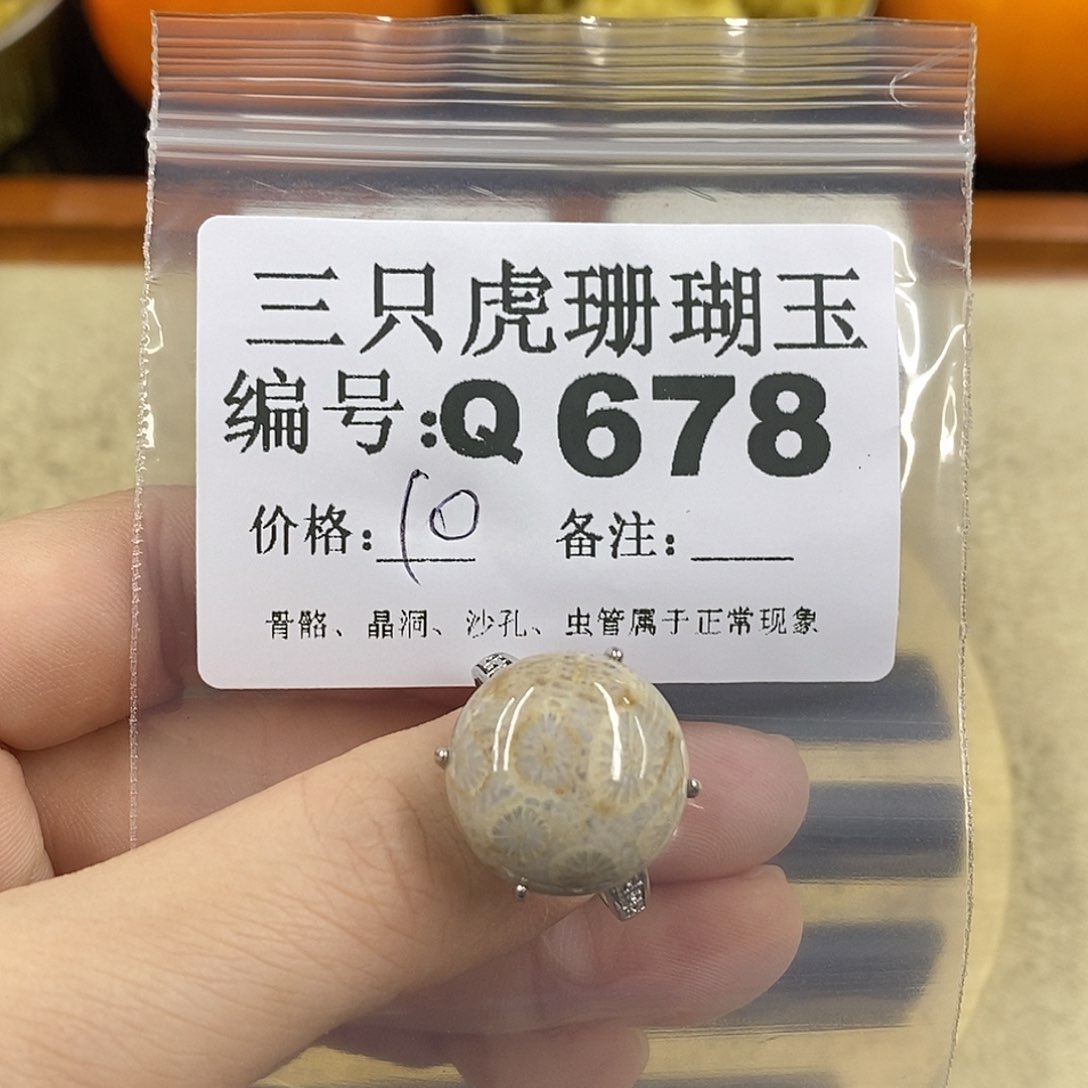 三只虎珊瑚玉
编号:Q 678
价格:10 备注:____
骨骼、晶洞、沙孔、虫管属于正常现象